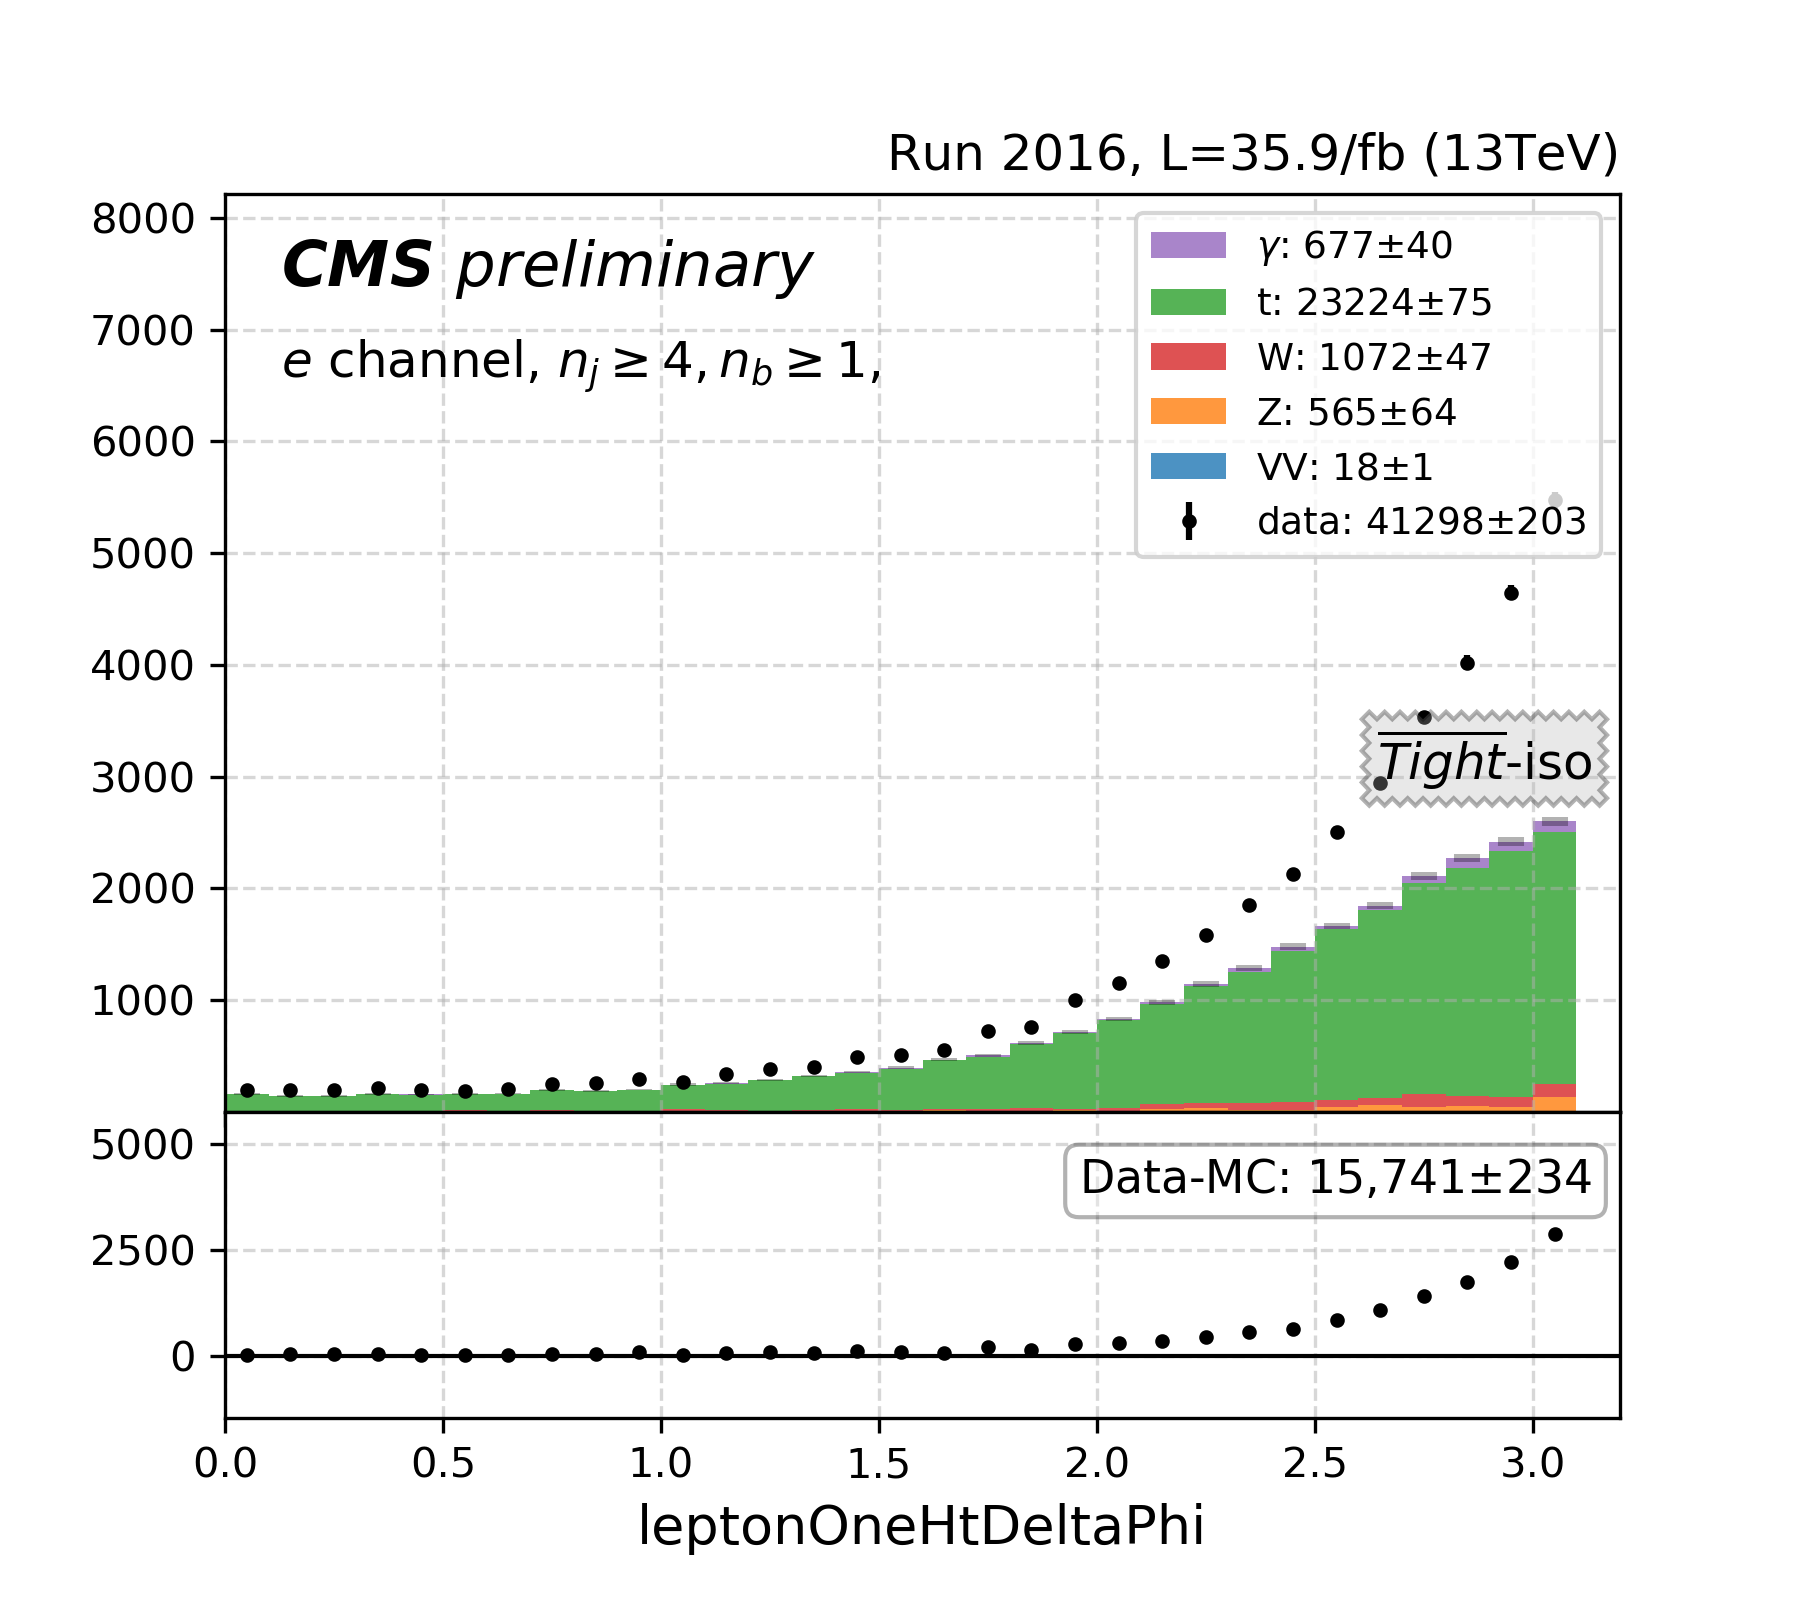 Run 2016, L=35.9/fb (13TeV)
8000
7000
6000
5000
4000
3000
2000
1000
CMS preliminary
e channel, n_j ≥ 4, n_b ≥ 1,
γ: 677±40
t: 23224±75
W: 1072±47
Z: 565±64
VV: 18±1
data: 41298±203
Tight-iso
5000
2500
0
Data-MC: 15,741±234
0.0 0.5 1.0 1.5 2.0 2.5 3.0
leptonOneHtDeltaPhi